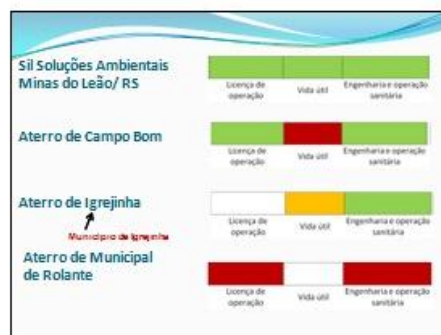 Sil Soluções Ambientais
Minas do Leão/ RS
Licença de
operação
Vida útil
Engenharia e operação
sanitária
Aterro de Campo Bom
Licença de
operação
Vida útil
Engenharia e operação
sanitária
Aterro de Igrejinha
Município de Igrejinha
Licença de
operação
Vida útil
Engenharia e operação
sanitária
Aterro de Municipal
de Rolante
Licença de
operação
Vida útil
Engenharia e operação
sanitária